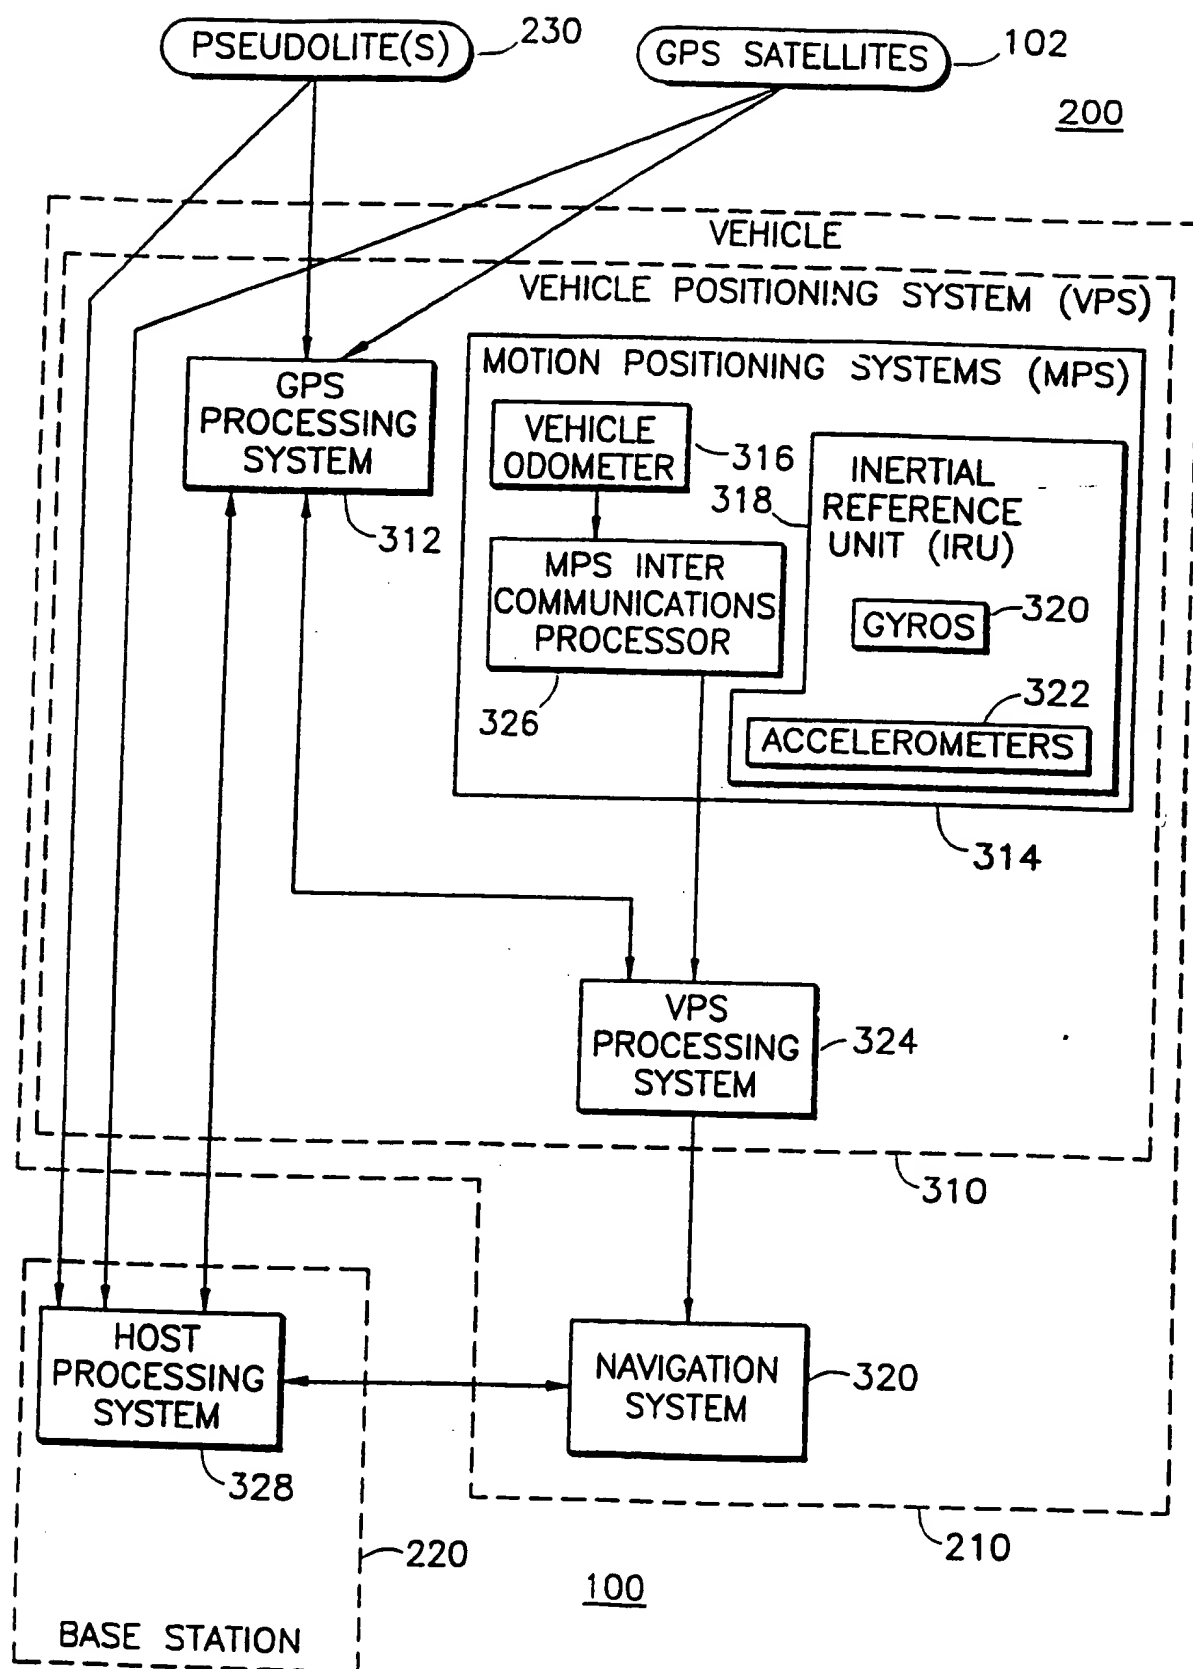 PSEUDOLITE(S)
230
GPS SATELLITES
102
200
VEHICLE
VEHICLE POSITIONING SYSTEM (VPS)
MOTION POSITIONING SYSTEMS (MPS)
GPS
PROCESSING
SYSTEM
312
VEHICLE
ODOMETER
316
318
INERTIAL
REFERENCE
UNIT (IRU)
MPS INTER
COMMUNICATIONS
PROCESSOR
326
GYROS
320
322
ACCELEROMETERS
314
VPS
PROCESSING
SYSTEM
324
310
HOST
PROCESSING
SYSTEM
328
NAVIGATION
SYSTEM
320
210
220
100
BASE STATION